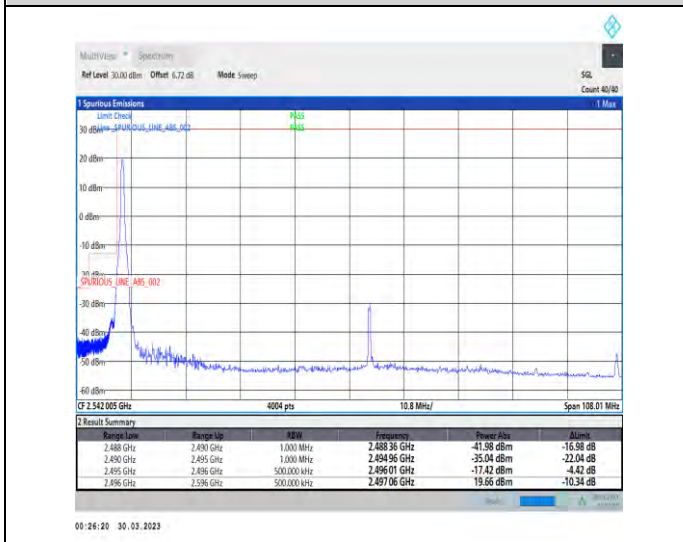 MultiView Spectrum
Ref Level 30.00 dBm Offset 6.72 dB Mode Sweep SGL
Count 40/40
1 Spurious Emissions 1 Max
Limit Check PASS
30 dBm Line _SPURIOUS_LINE_ABS_002 PASS
20 dBm
10 dBm
0 dBm
-10 dBm
-20 dBm
SPURIOUS_LINE_ABS_002
-30 dBm
-40 dBm
-50 dBm
-60 dBm
CF 2.542 005 GHz 4004 pts 10.8 MHz/ Span 108.01 MHz
2 Result Summary
Range Low Range Up RBW Frequency Power Abs ΔLimit
2.488 GHz 2.490 GHz 1.000 MHz 2.488 36 GHz -41.98 dBm -16.98 dB
2.490 GHz 2.495 GHz 1.000 MHz 2.494 96 GHz -35.04 dBm -22.04 dB
2.495 GHz 2.496 GHz 500.000 kHz 2.496 01 GHz -17.42 dBm -4.42 dB
2.496 GHz 2.596 GHz 500.000 kHz 2.497 06 GHz 19.66 dBm -10.34 dB
00:26:20 30.03.2023